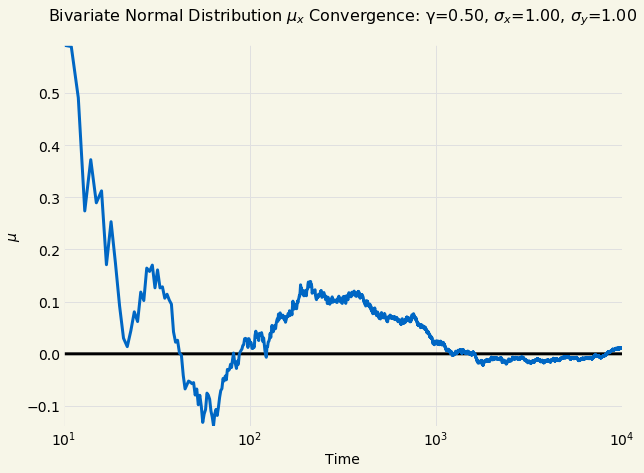 Bivariate Normal Distribution μₓ Convergence: γ=0.50, σₓ=1.00, σᵧ=1.00
0.5
0.4
0.3
0.2
0.1
0.0
−0.1
μ
10¹ 10² 10³ 10⁴
Time